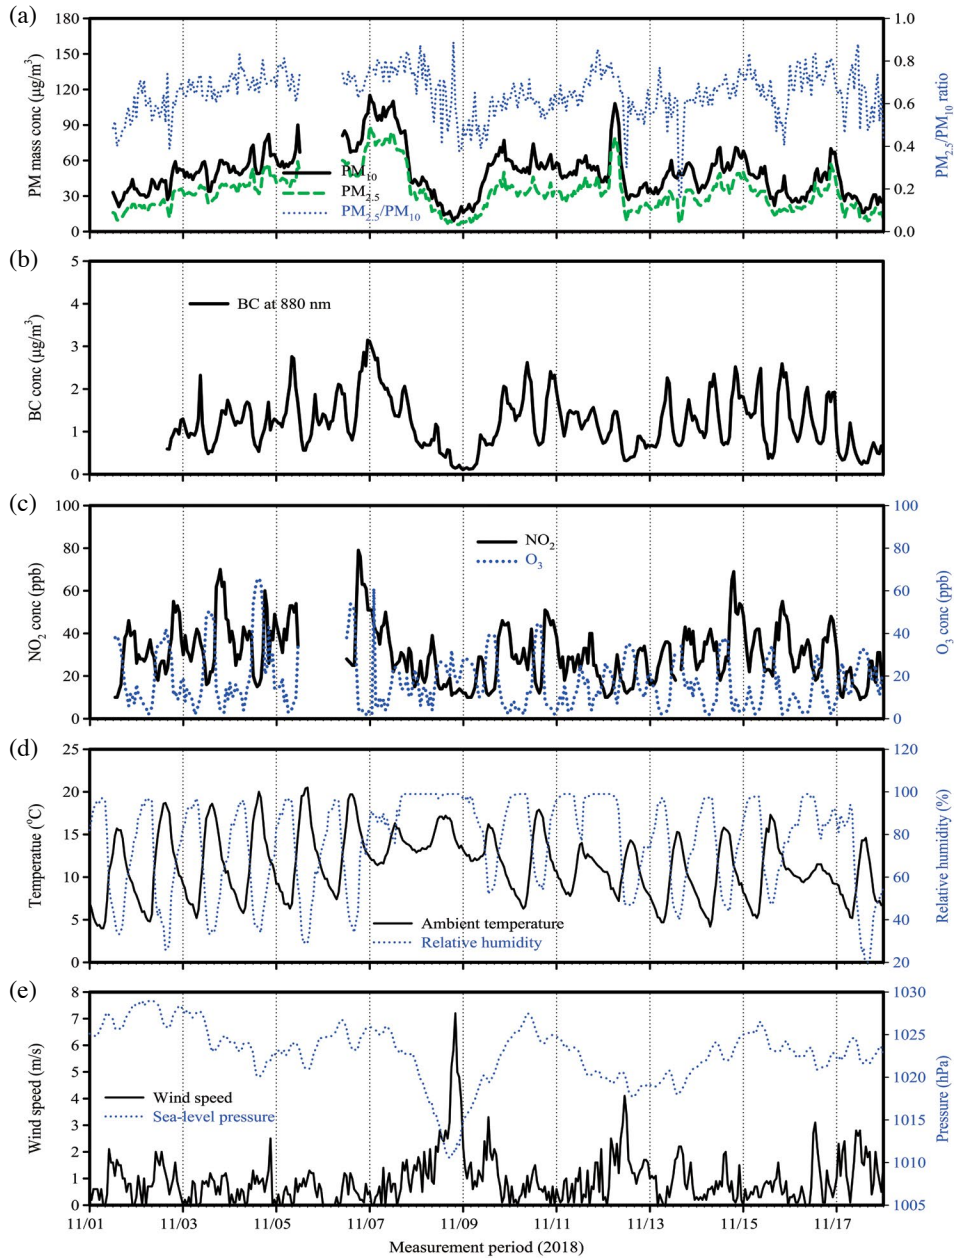 (a)
180
150
120
90
60
30
0
PM mass conc (μg/m³)
PM₁₀
PM₂.₅
PM₂.₅/PM₁₀
1.0
0.8
0.6
0.4
0.2
0.0
PM₂.₅/PM₁₀ ratio
(b)
5
4
3
2
1
0
BC conc (μg/m³)
BC at 880 nm
(c)
100
80
60
40
20
0
NO₂ conc (ppb)
NO₂
O₃
100
80
60
40
20
0
O₃ conc (ppb)
(d)
25
20
15
10
5
0
Temperatue (⁰C)
Ambient temperature
Relative humidity
120
100
80
60
40
20
Relative humidity (%)
(e)
8
7
6
5
4
3
2
1
0
Wind speed (m/s)
Wind speed
Sea-level pressure
1030
1025
1020
1015
1010
1005
Pressure (hPa)
11/01 11/03 11/05 11/07 11/09 11/11 11/13 11/15 11/17
Measurement period (2018)